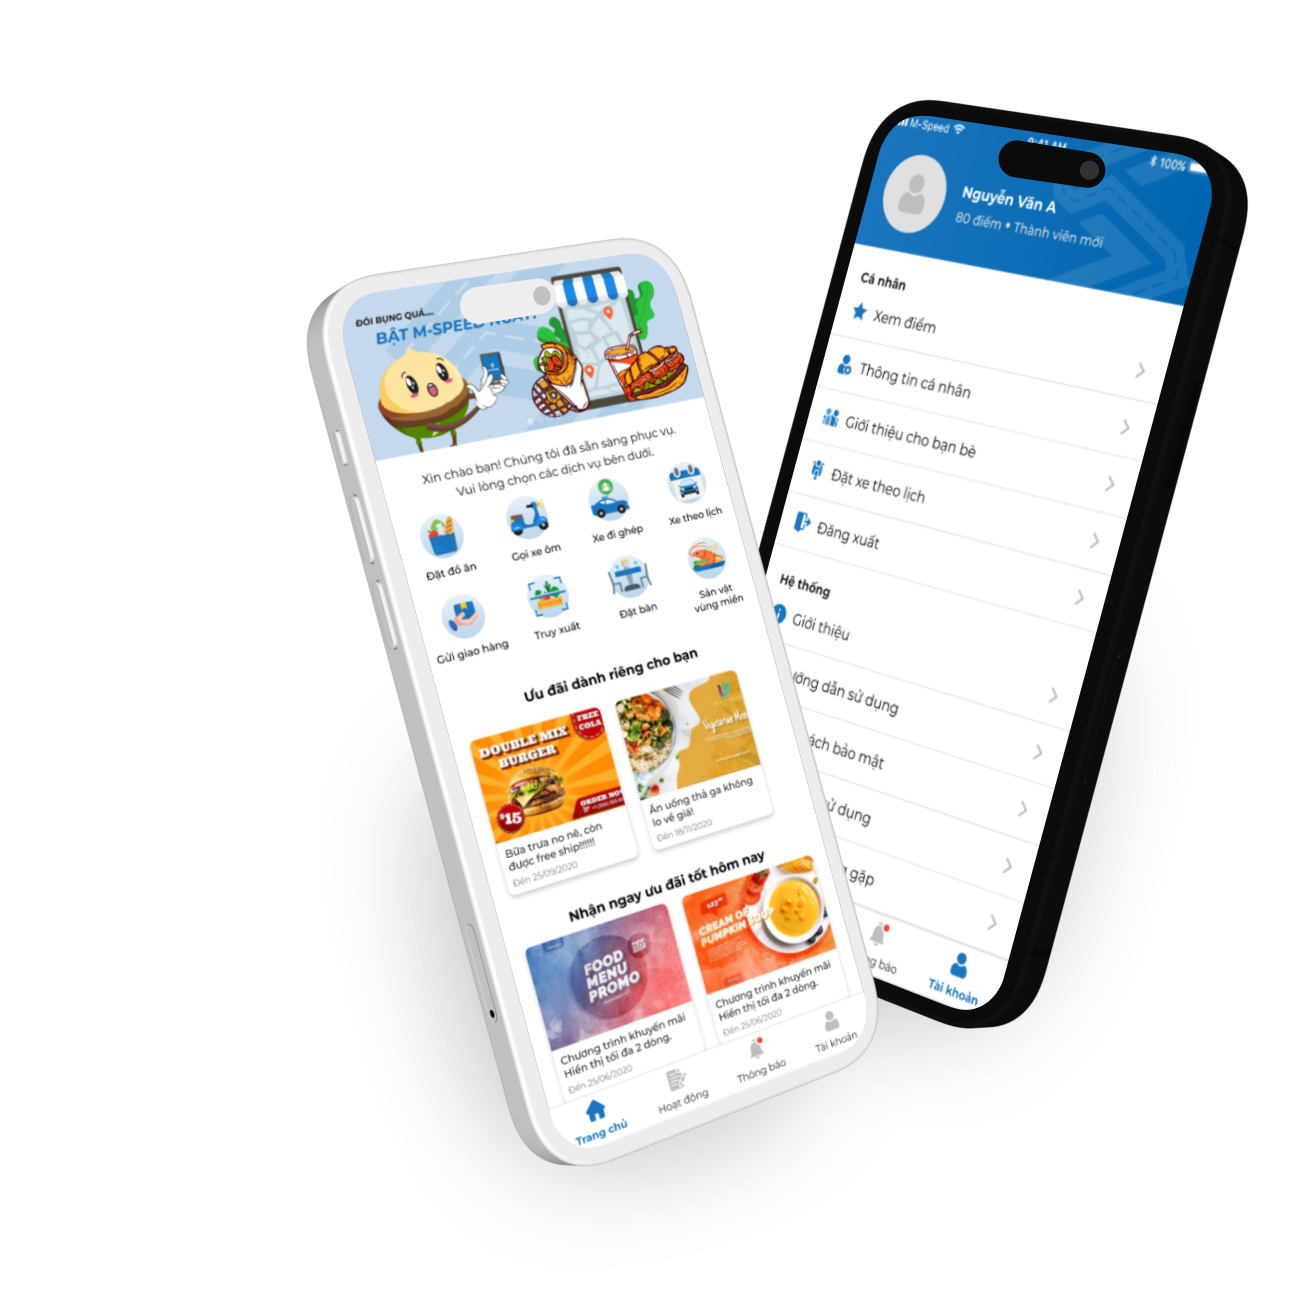 ĐÓI BỤNG QUÁ...
BẬT M-SPEED NGAY!
Xin chào bạn! Chúng tôi đã sẵn sàng phục vụ.
Vui lòng chọn các dịch vụ bên dưới.
Đặt đồ ăn
Gọi xe ôm
Xe đi ghép
Xe theo lịch
Gửi giao hàng
Truy xuất
Đặt bàn
Sản vật
vùng miền
Ưu đãi dành riêng cho bạn
DOUBLE MIX
BURGER
FREE
COLA
$15
ORDER NOW
Bữa trưa no nê, còn
được free ship!!!!!!
Đến 25/09/2020
Vegetarian Menu
Ăn uống thả ga không
lo về giá!
Đến 18/11/2020
Nhận ngay ưu đãi tốt hôm nay
FOOD
MENU
PROMO
Chương trình khuyến mãi
Hiển thị tối đa 2 dòng.
Đến 25/06/2020
CREAM OF
PUMPKIN SOUP
Chương trình khuyến mãi
Hiển thị tối đa 2 dòng.
Đến 25/06/2020
Trang chủ
Hoạt động
Thông báo
Tài khoản
M-Speed
9:41 AM
100%
Nguyễn Văn A
80 điểm • Thành viên mới
Cá nhân
Xem điểm
Thông tin cá nhân
Giới thiệu cho bạn bè
Đặt xe theo lịch
Đăng xuất
Hệ thống
Giới thiệu
ướng dẫn sử dụng
ách bảo mật
ử dụng
g gặp
g báo
Tài khoản